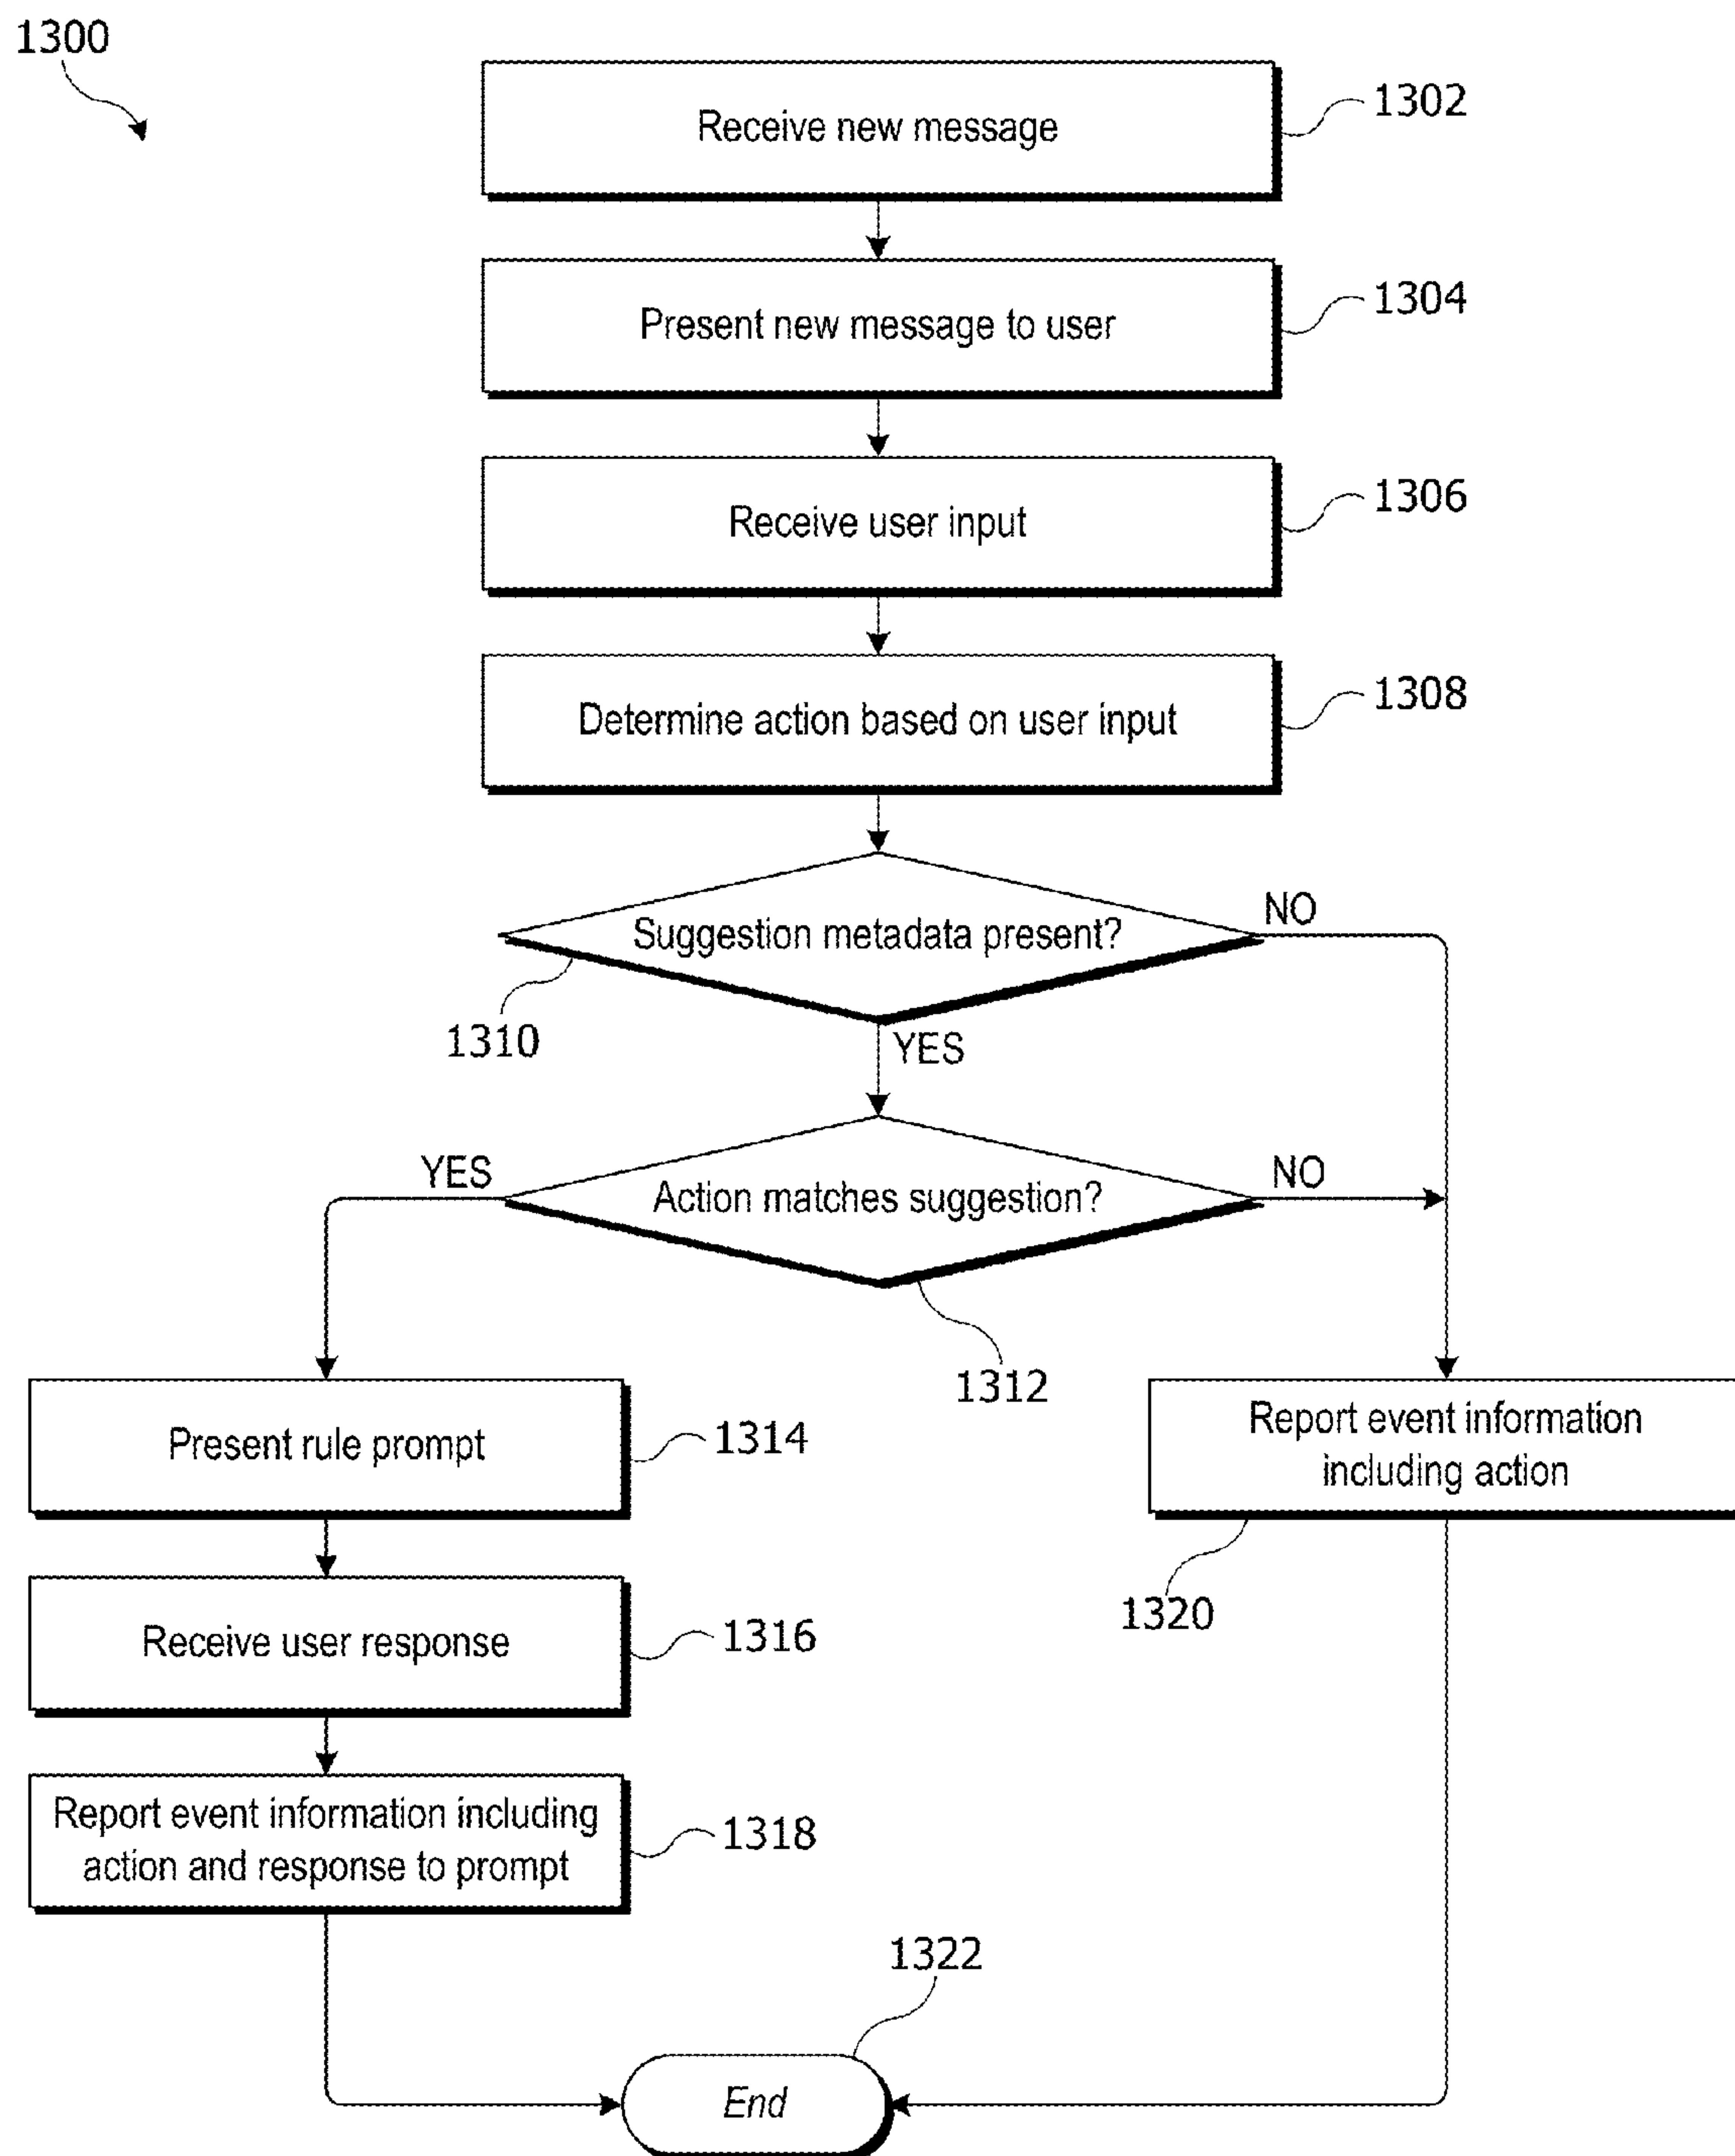 1300
Receive new message
1302
Present new message to user
1304
Receive user input
1306
Determine action based on user input
1308
Suggestion metadata present?
NO
1310
YES
Action matches suggestion?
YES
NO
1312
Present rule prompt
1314
Report event information
including action
1320
Receive user response
1316
Report event information including
action and response to prompt
1318
1322
End